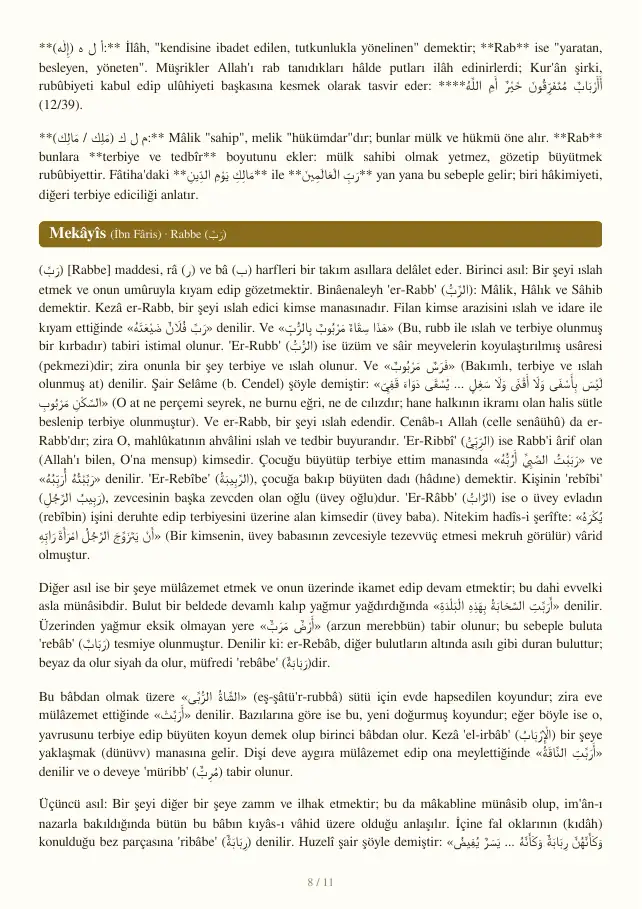 **(إِلَٰه) أ ل ه:** İlâh, "kendisine ibadet edilen, tutkunlukla yönelinen" demektir; **Rab** ise "yaratan,
besleyen, yöneten". Müşrikler Allah'ı rab tanıdıkları hâlde putları ilâh edinirlerdi; Kur'ân şirki,
rubûbiyeti kabul edip ulûhiyeti başkasına kesmek olarak tasvir eder: **أَأَرْبَابٌ مُتَفَرِّقُونَ خَيْرٌ أَمِ اللَّهُ**
(12/39).
**(مَلِك / مَالِك) م ل ك:** Mâlik "sahip", melik "hükümdar"dır; bunlar mülk ve hükmü öne alır. **Rab**
bunlara **terbiye ve tedbîr** boyutunu ekler: mülk sahibi olmak yetmez, gözetip büyütmek
rubûbiyettir. Fâtiha'daki **مَالِكِ يَوْمِ الدِّينِ** ile **رَبِّ الْعَالَمِينَ** yan yana bu sebeple gelir; biri hâkimiyeti,
diğeri terbiye ediciliği anlatır.
Mekâyîs (İbn Fâris) · Rabbe (رَبّ)
(رَبّ) [Rabbe] maddesi, râ (ر) ve bâ (ب) harfleri bir takım asıllara delâlet eder. Birinci asıl: Bir şeyi ıslah
etmek ve onun umûruyla kıyam edip gözetmektir. Binâenaleyh 'er-Rabb' (الرَّبُّ): Mâlik, Hâlık ve Sâhib
demektir. Kezâ er-Rabb, bir şeyi ıslah edici kimse manasınadır. Filan kimse arazisini ıslah ve idare ile
kıyam ettiğinde «رَبَّ فُلَانٌ ضَيْعَتَهُ» denilir. Ve «هَذَا سِقَاءٌ مَرْبُوبٌ بِالرُّبِّ» (Bu, rubb ile ıslah ve terbiye olunmuş
bir kırbadır) tabiri istimal olunur. 'Er-Rubb' (الرُّبُّ) ise üzüm ve sâir meyvelerin koyulaştırılmış usâresi
(pekmezi)dir; zira onunla bir şey terbiye ve ıslah olunur. Ve «فَرَسٌ مَرْبُوبٌ» (Bakımlı, terbiye ve ıslah
olunmuş at) denilir. Şair Selâme (b. Cendel) şöyle demiştir: «لَيْسَ بِأَسْفَى وَلَا أَقْنَى وَلَا سَغِلٍ ... يُسْقَى دَوَاءَ قَفِيِّ
السَّكْنِ مَرْبُوبِ» (O at ne perçemi seyrek, ne burnu eğri, ne de cılızdır; hane halkının ikramı olan halis sütle
beslenip terbiye olunmuştur). Ve er-Rabb, bir şeyi ıslah edendir. Cenâb-ı Allah (celle senâühû) da er-
Rabb'dır; zira O, mahlûkatının ahvâlini ıslah ve tedbir buyurandır. 'Er-Ribbî' (الرِّبِّيُّ) ise Rabb'i ârif olan
(Allah'ı bilen, O'na mensup) kimsedir. Çocuğu büyütüp terbiye ettim manasında «رَبَبْتُ الصَّبِيَّ أَرُبُّهُ» ve
«رَبَّبْتُهُ أُرَبِّبُهُ» denilir. 'Er-Rebîbe' (الرَّبِيبَةُ), çocuğa bakıp büyüten dadı (hâdıne) demektir. Kişinin 'rebîbi'
(رَبِيبُ الرَّجُلِ), zevcesinin başka zevcden olan oğlu (üvey oğlu)dur. 'Er-Râbb' (الرَّابُّ) ise o üvey evladın
(rebîbin) işini deruhte edip terbiyesini üzerine alan kimsedir (üvey baba). Nitekim hadîs-i şerîfte: «يُكْرَهُ
أَنْ يَتَزَوَّجَ الرَّجُلُ امْرَأَةَ رَابِّهِ» (Bir kimsenin, üvey babasının zevcesiyle tezevvüç etmesi mekruh görülür) vârid
olmuştur.
Diğer asıl ise bir şeye mülâzemet etmek ve onun üzerinde ikamet edip devam etmektir; bu dahi evvelki
asla münâsibdir. Bulut bir beldede devamlı kalıp yağmur yağdırdığında «أَرَبَّتِ السَّحَابَةُ بِهَذِهِ الْبَلْدَةِ» denilir.
Üzerinden yağmur eksik olmayan yere «أَرْضٌ مَرَبٌّ» (arzun merebbün) tabir olunur; bu sebeple buluta
'rebâb' (رَبَابٌ) tesmiye olunmuştur. Denilir ki: er-Rebâb, diğer bulutların altında asılı gibi duran buluttur;
beyaz da olur siyah da olur, müfredi 'rebâbe' (رَبَابَةٌ)dir.
Bu bâbdan olmak üzere «الشَّاةُ الرُّبَّى» (eş-şâtü'r-rubbâ) sütü için evde hapsedilen koyundur; zira eve
mülâzemet ettiğinde «أَرَبَّتْ» denilir. Bazılarına göre ise bu, yeni doğurmuş koyundur; eğer böyle ise o,
yavrusunu terbiye edip büyüten koyun demek olup birinci bâbdan olur. Kezâ 'el-irbâb' (الْإِرْبَابُ) bir şeye
yaklaşmak (dünüvv) manasına gelir. Dişi deve aygıra mülâzemet edip ona meylettiğinde «أَرَبَّتِ النَّاقَةُ»
denilir ve o deveye 'müribb' (مُرِبٌّ) tabir olunur.
Üçüncü asıl: Bir şeyi diğer bir şeye zamm ve ilhak etmektir; bu da mâkabline münâsib olup, im'ân-ı
nazarla bakıldığında bütün bu bâbın kıyâs-ı vâhid üzere olduğu anlaşılır. İçine fal oklarının (kıdâh)
konulduğu bez parçasına 'ribâbe' (رِبَابَةٌ) denilir. Huzelî şair şöyle demiştir: «وَكَأَنَّهُنَّ رِبَابَةٌ وَكَأَنَّهُ ... يَسَرٌ يُفِيضُ
8 / 11